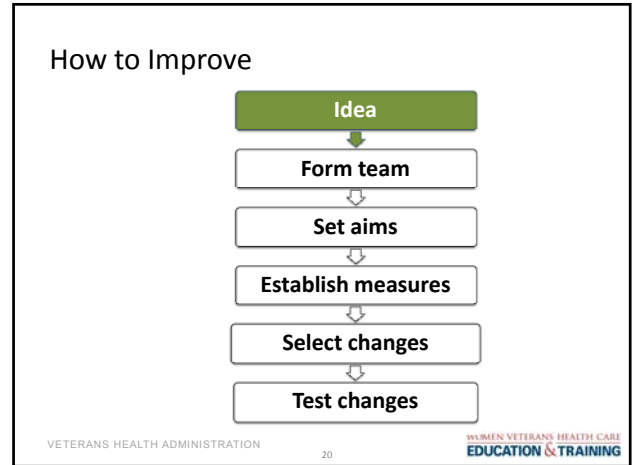 How to Improve
Idea
Form team
Set aims
Establish measures
Select changes
Test changes
VETERANS HEALTH ADMINISTRATION
20
WOMEN VETERANS HEALTH CARE
EDUCATION & TRAINING